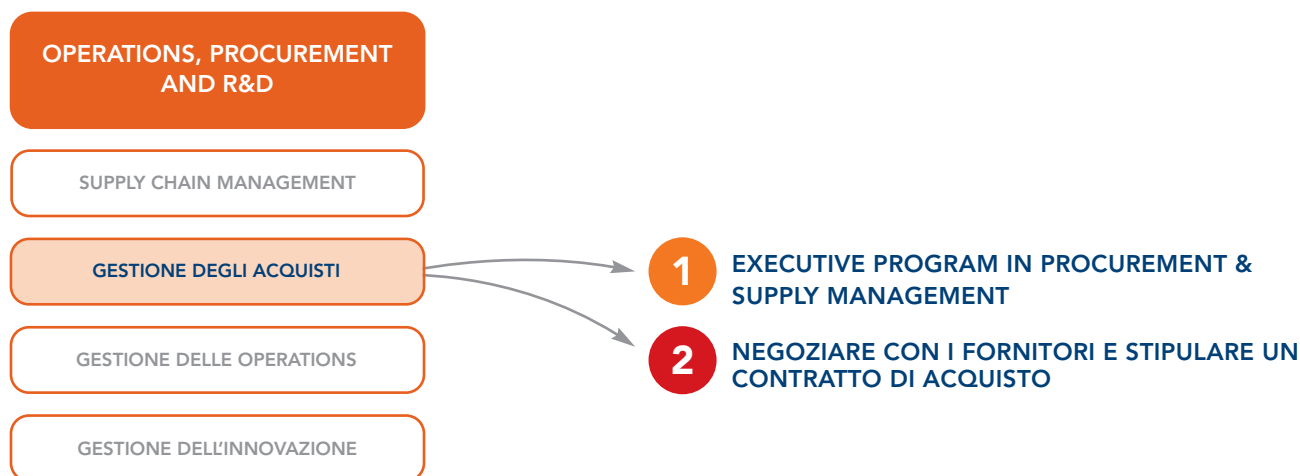 OPERATIONS, PROCUREMENT
AND R&D
SUPPLY CHAIN MANAGEMENT
GESTIONE DEGLI ACQUISTI
GESTIONE DELLE OPERATIONS
GESTIONE DELL'INNOVAZIONE
1
EXECUTIVE PROGRAM IN PROCUREMENT &
SUPPLY MANAGEMENT
2
NEGOZIARE CON I FORNITORI E STIPULARE UN
CONTRATTO DI ACQUISTO